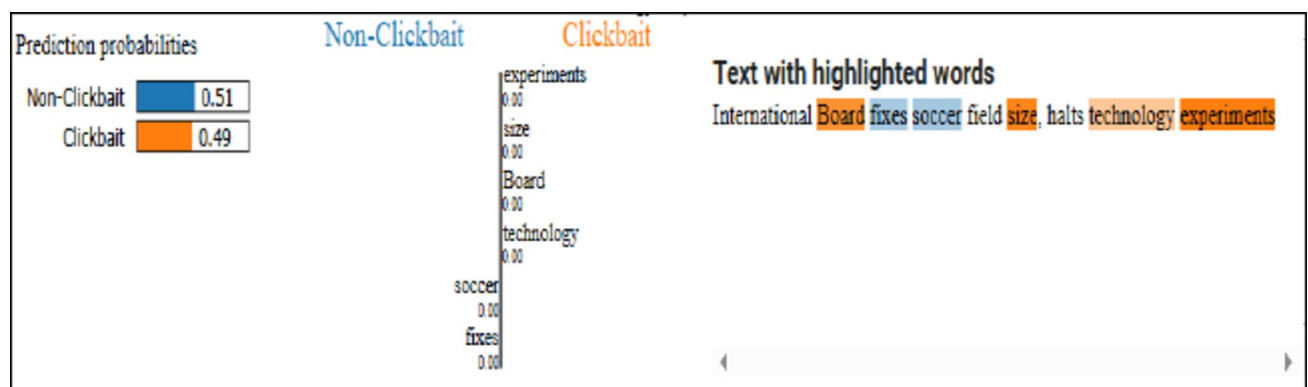 Prediction probabilities
Non-Clickbait 0.51
Clickbait 0.49
Non-Clickbait Clickbait
experiments
0.00
size
0.00
Board
0.00
technology
0.00
soccer
0.00
fixes
0.00
Text with highlighted words
International Board fixes soccer field size, halts technology experiments